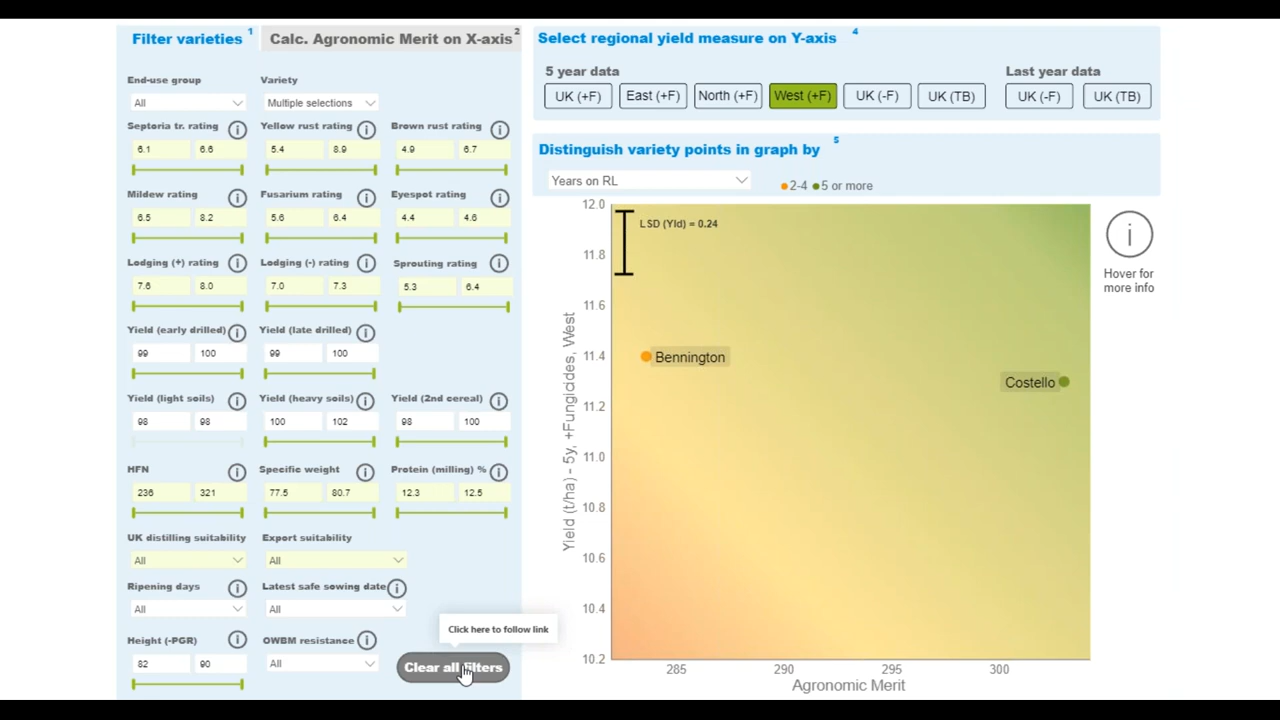 Filter varieties 1
Calc. Agronomic Merit on X-axis 2
End-use group
Variety
All
Multiple selections
Septoria tr. rating i
Yellow rust rating i
Brown rust rating i
6.1 6.6
5.4 8.9
4.9 6.7
Mildew rating i
Fusarium rating i
Eyespot rating i
6.5 8.2
5.6 6.4
4.4 4.6
Lodging (+) rating i
Lodging (-) rating i
Sprouting rating i
7.6 8.0
7.0 7.3
5.3 6.4
Yield (early drilled) i
Yield (late drilled) i
99 100
99 100
Yield (light soils) i
Yield (heavy soils) i
Yield (2nd cereal) i
98 98
100 102
98 100
HFN i
Specific weight i
Protein (milling) % i
236 321
77.5 80.7
12.3 12.5
UK distilling suitability
Export suitability
All
All
Ripening days i
Latest safe sowing date i
All
All
Height (-PGR) i
OWBM resistance i
82 90
All
Click here to follow link
Clear all filters
Select regional yield measure on Y-axis 4
5 year data
Last year data
UK (+F)
East (+F)
North (+F)
West (+F)
UK (-F)
UK (TB)
UK (-F)
UK (TB)
Distinguish variety points in graph by 5
Years on RL
2-4 5 or more
12.0
11.8
11.6
11.4
11.2
11.0
10.8
10.6
10.4
10.2
Yield (t/ha) - 5y, +Fungicides, West
LSD (Yld) = 0.24
Bennington
Costello
285 290 295 300
Agronomic Merit
i
Hover for
more info